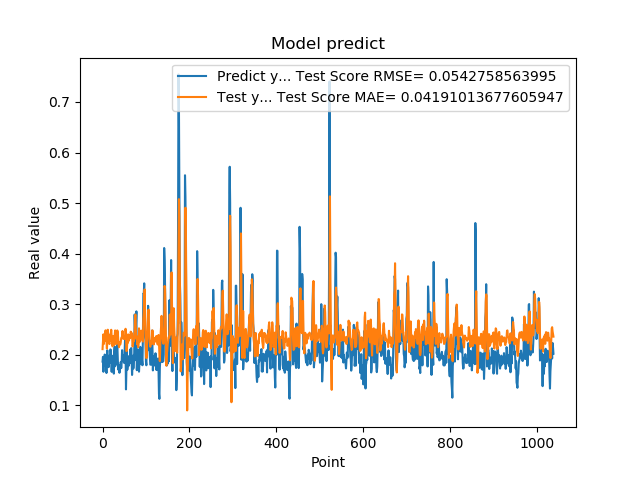 Model predict
Predict y... Test Score RMSE= 0.0542758563995
Test y... Test Score MAE= 0.04191013677605947
0.7
0.6
0.5
0.4
0.3
0.2
0.1
Real value
0 200 400 600 800 1000
Point